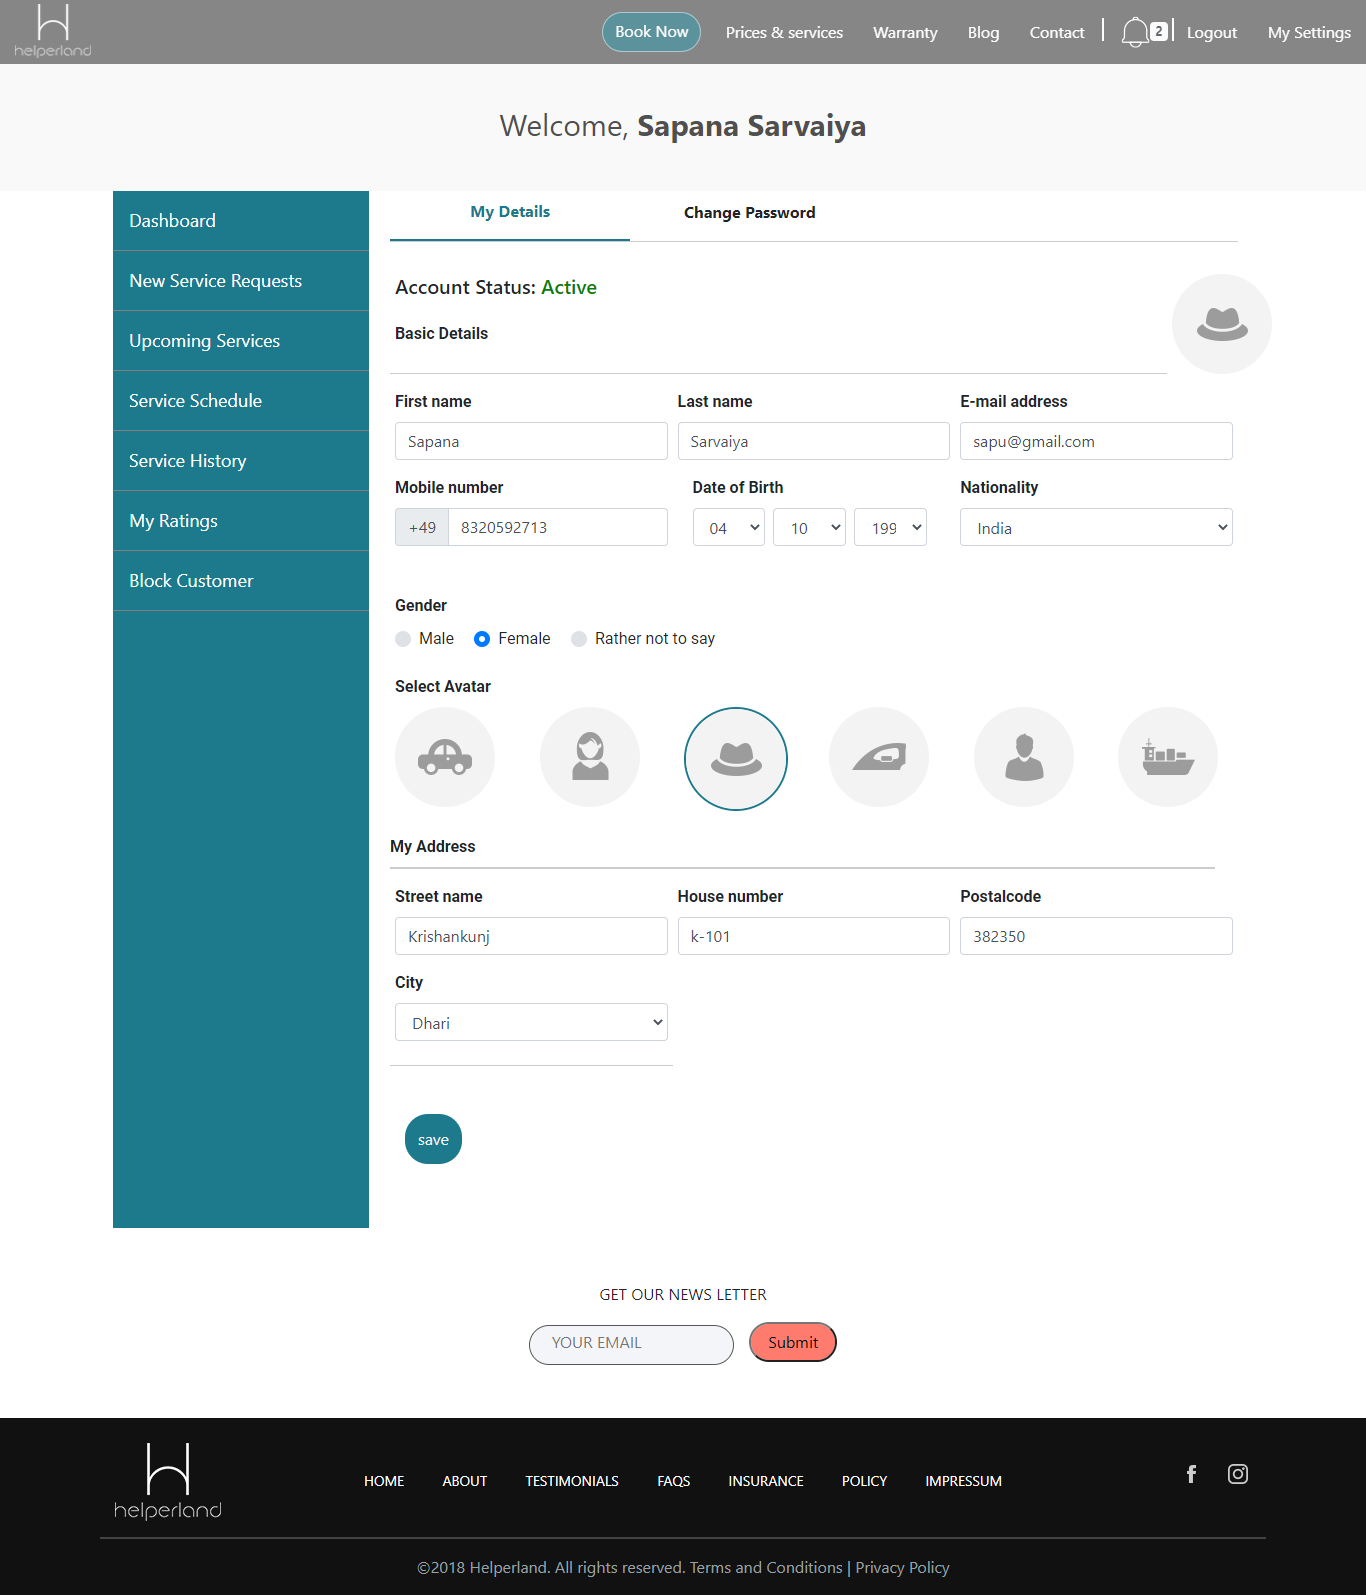 helperland
Book Now Prices & services Warranty Blog Contact 2 Logout My Settings
Welcome, Sapana Sarvaiya
Dashboard
New Service Requests
Upcoming Services
Service Schedule
Service History
My Ratings
Block Customer
My Details Change Password
Account Status: Active
Basic Details
First name Last name E-mail address
Sapana Sarvaiya sapu@gmail.com
Mobile number Date of Birth Nationality
+49 8320592713 04 10 199 India
Gender
Male Female Rather not to say
Select Avatar
My Address
Street name House number Postalcode
Krishankunj k-101 382350
City
Dhari
save
GET OUR NEWS LETTER
YOUR EMAIL Submit
helperland
HOME ABOUT TESTIMONIALS FAQS INSURANCE POLICY IMPRESSUM
©2018 Helperland. All rights reserved. Terms and Conditions | Privacy Policy